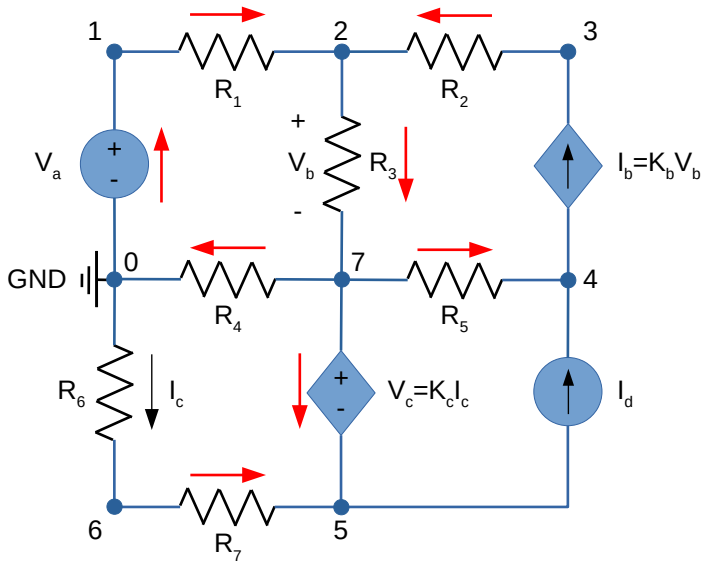 1
2
3
R1
R2
+
Va
+
-
Vb
R3
-
Ib=KbVb
0
7
4
GND
R4
R5
R6
Ic
+
-
Vc=KcIc
Id
6
R7
5